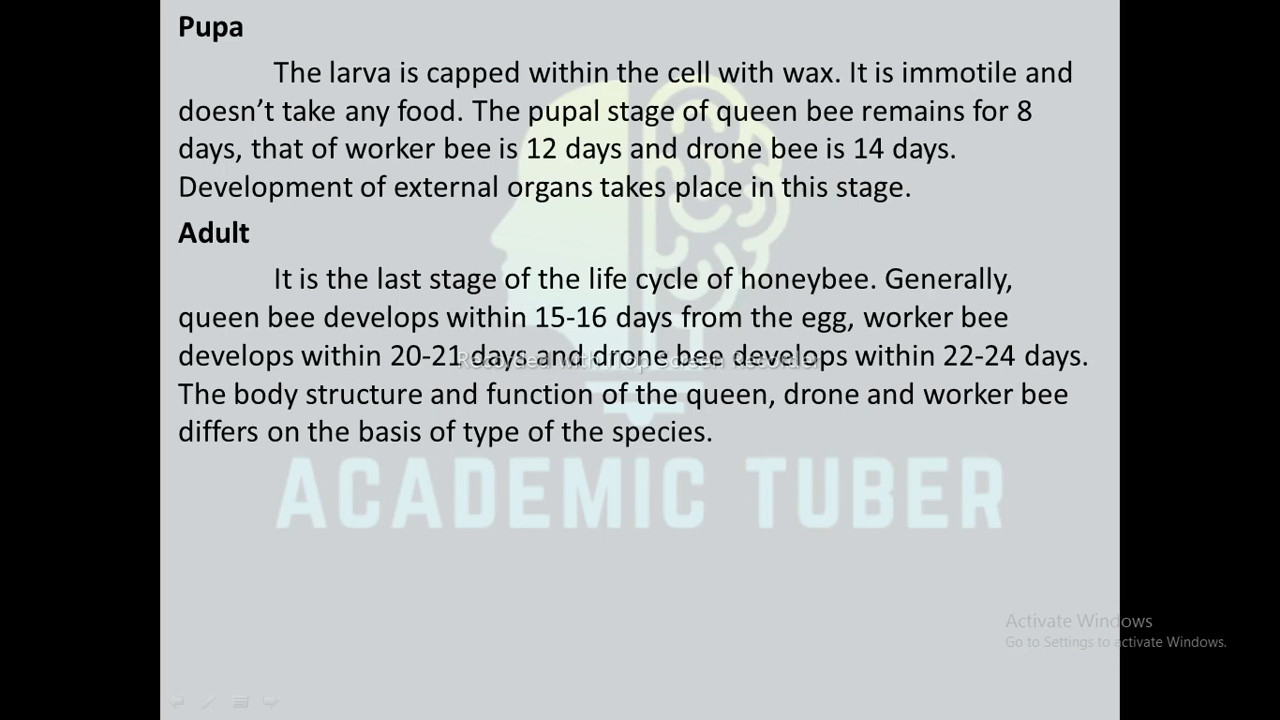 Pupa
The larva is capped within the cell with wax. It is immotile and
doesn’t take any food. The pupal stage of queen bee remains for 8
days, that of worker bee is 12 days and drone bee is 14 days.
Development of external organs takes place in this stage.
Adult
It is the last stage of the life cycle of honeybee. Generally,
queen bee develops within 15-16 days from the egg, worker bee
develops within 20-21 days and drone bee develops within 22-24 days.
Recorded with iTop Screen Recorder
The body structure and function of the queen, drone and worker bee
differs on the basis of type of the species.
ACADEMIC TUBER
Activate Windows
Go to Settings to activate Windows.